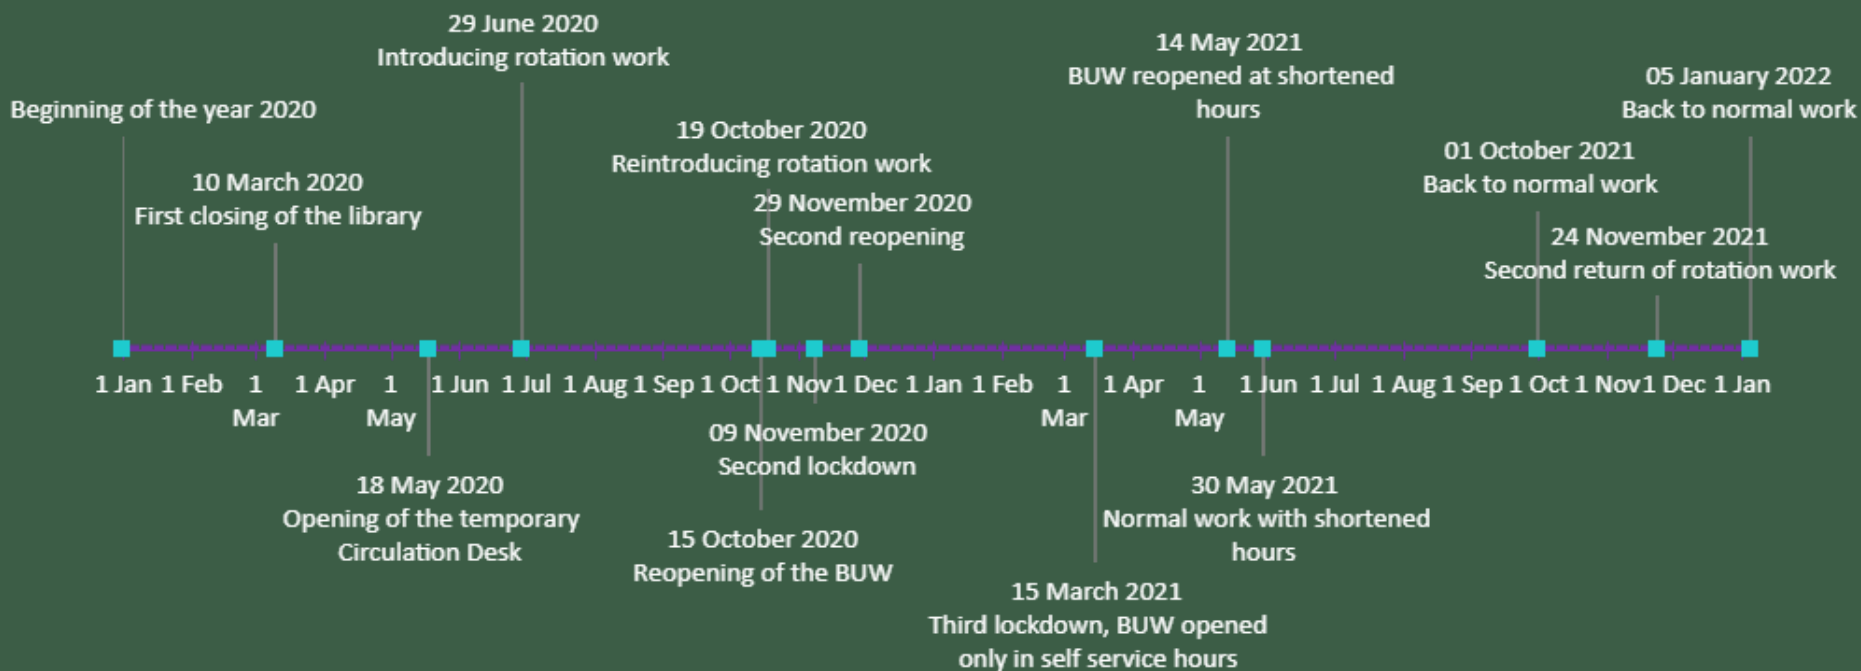 29 June 2020
Introducing rotation work
14 May 2021
BUW reopened at shortened
hours
05 January 2022
Back to normal work
Beginning of the year 2020
19 October 2020
Reintroducing rotation work
01 October 2021
Back to normal work
10 March 2020
First closing of the library
29 November 2020
Second reopening
24 November 2021
Second return of rotation work
1 Jan 1 Feb 1 Mar 1 Apr 1 May 1 Jun 1 Jul 1 Aug 1 Sep 1 Oct 1 Nov 1 Dec 1 Jan 1 Feb 1 Mar 1 Apr 1 May 1 Jun 1 Jul 1 Aug 1 Sep 1 Oct 1 Nov 1 Dec 1 Jan
09 November 2020
Second lockdown
18 May 2020
Opening of the temporary
Circulation Desk
30 May 2021
Normal work with shortened
hours
15 October 2020
Reopening of the BUW
15 March 2021
Third lockdown, BUW opened
only in self service hours